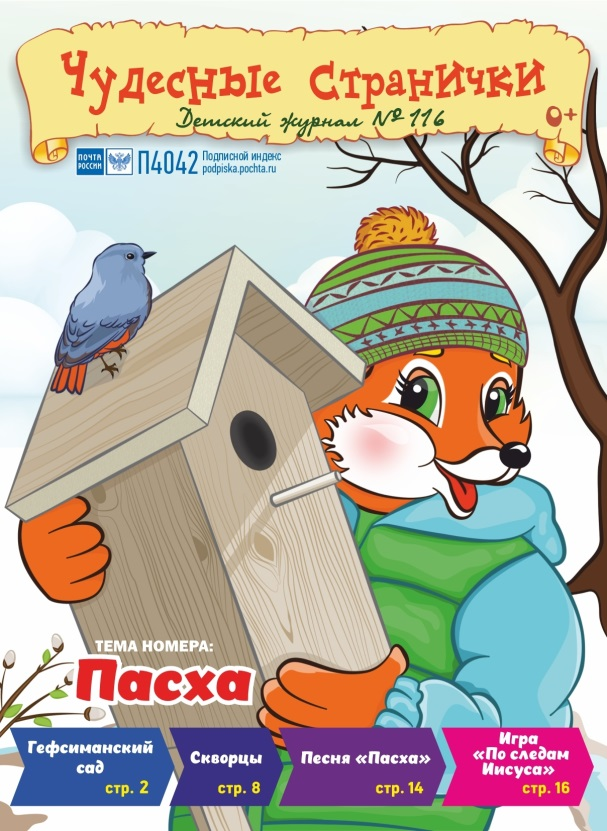 Чудесные странички
Детский журнал № 116
0+
ПОЧТА
РОССИИ
П4042
Подписной индекс
podpiska.pochta.ru
ТЕМА НОМЕРА:
Пасха
Гефсиманский
сад
стр. 2
Скворцы
стр. 8
Песня «Пасха»
стр. 14
Игра
«По следам
Иисуса»
стр. 16